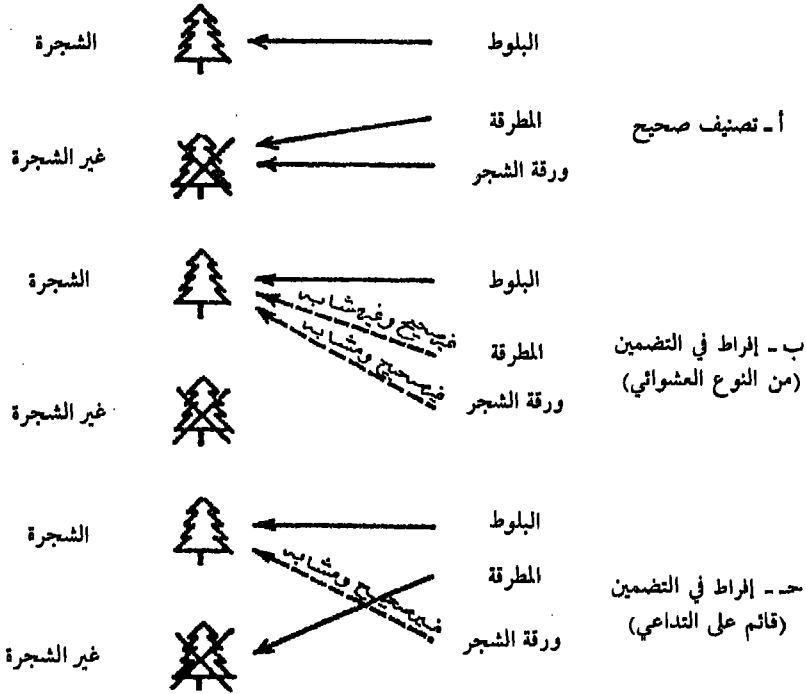 البلوط
الشجرة
أ ـ تصنيف صحيح
المطرقة
ورقة الشجر
غير الشجرة
ب ـ إفراط في التضمين
(من النوع العشوائي)
البلوط
الشجرة
غير صحيح وغير مشابه
المطرقة
غير صحيح ومشابه
ورقة الشجر
غير الشجرة
حـ ـ إفراط في التضمين
(قائم على التداعي)
البلوط
الشجرة
المطرقة
غير صحيح ومشابه
ورقة الشجر
غير الشجرة